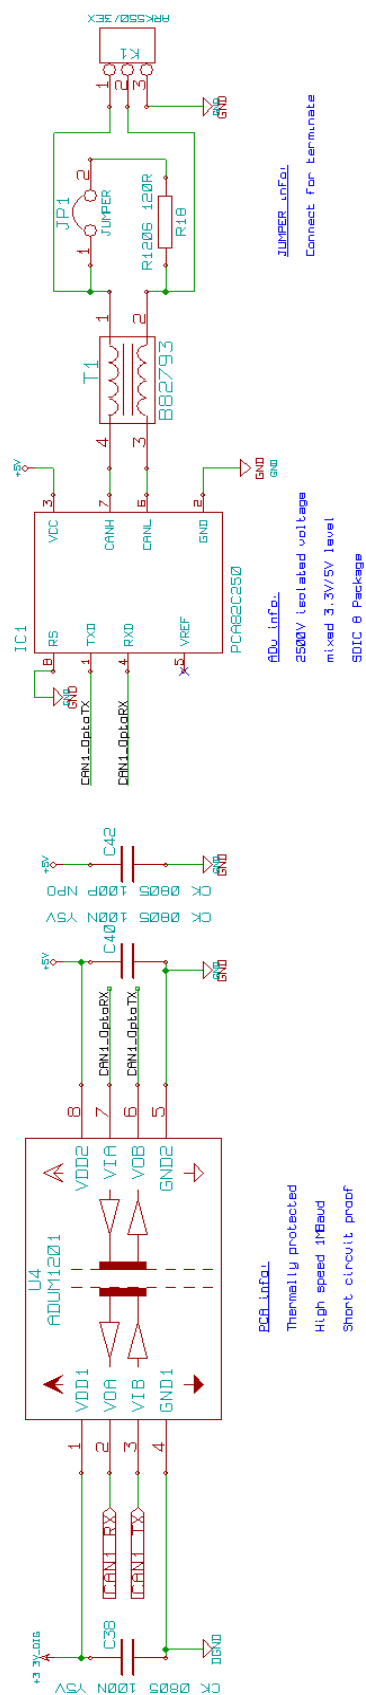 ARK550/3EX
K1
1
2
3
GND
GND
JP1
JUMPER
2
1
R1206 120R
R18
JUMPER info:
Connect for terminate
T1
B82793
1
2
4
3
+5V
GND
GND
3
7
6
2
VCC
CANH
CANL
GND
IC1
PCA82C250
RS
TXD
RXD
VREF
8
1
4
5
GND
GND
CAN1_OptoTX
CAN1_OptoRX
ADu info:
2500V isolated voltage
mixed 3.3V/5V level
SOIC 8 Package
+5V
C42
GND
GND
CK 0805 100P NPO
CK 0805 100N Y5V
+5V
C40
GND
GND
CAN1_OptoRX
CAN1_OptoTX
8
7
6
5
VDD2
VIA
VOB
GND2
U4
ADUM1201
VDD1
VOA
VIB
GND1
1
2
3
4
PCA info:
Thermally protected
High speed 1MBaud
Short circuit proof
CAN1_RX
CAN1_TX
+3.3V_DIG
C38
DGND
CK 0805 100N Y5V